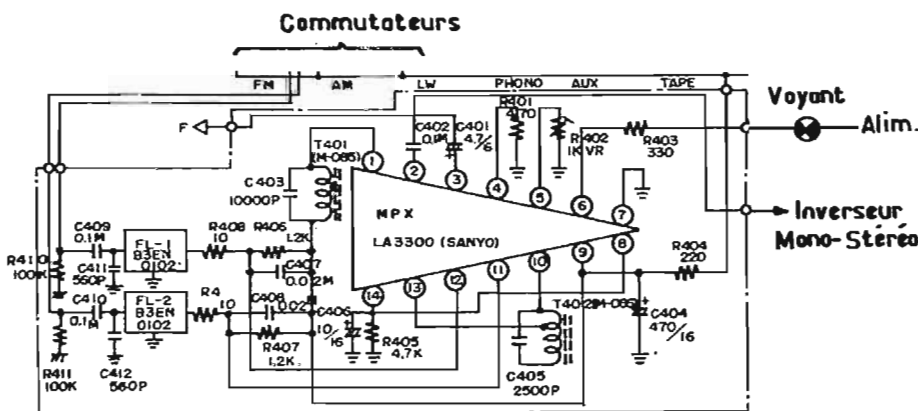 Commutateurs
FM AM LW PHONO AUX TAPE
Voyant
Alim.
F
T401
(M-085)
C403
10000P
C402
0.1M
C401
4.7/6
R401
R402
1K VR
R403
330
1 2 3 4 5 6 7
MPX
LA3300 (SANYO)
8 9 10 11 12 13 14
Inverseur
Mono-Stéréo
C409
0.1M
FL-1
B3EN
0102
R408
10
R406
1.2K
R410
100K
C411
560P
C407
C410
0.1M
FL-2
B3EN
0102
R4
10
C408
0.02
R407
1.2K
C406
10/16
R405
4.7K
R404
220
C404
470/16
C405
2500P
R411
100K
C412
560P